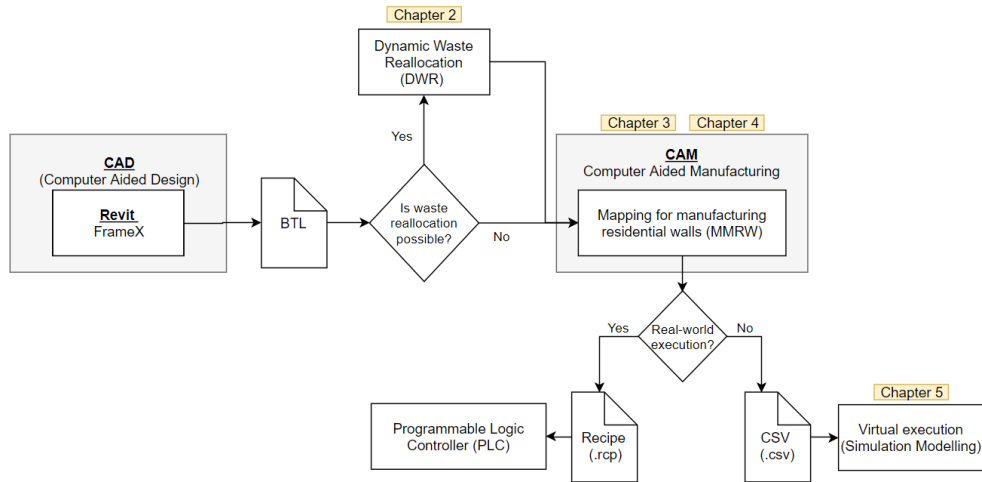 Chapter 2
Dynamic Waste
Reallocation
(DWR)
Yes
Chapter 3
Chapter 4
CAD
(Computer Aided Design)
Revit
FrameX
BTL
Is waste
reallocation
possible?
No
CAM
Computer Aided Manufacturing
Mapping for manufacturing
residential walls (MMRW)
Yes
Real-world
execution?
No
Chapter 5
Programmable Logic
Controller (PLC)
Recipe
(.rcp)
CSV
(.csv)
Virtual execution
(Simulation Modelling)